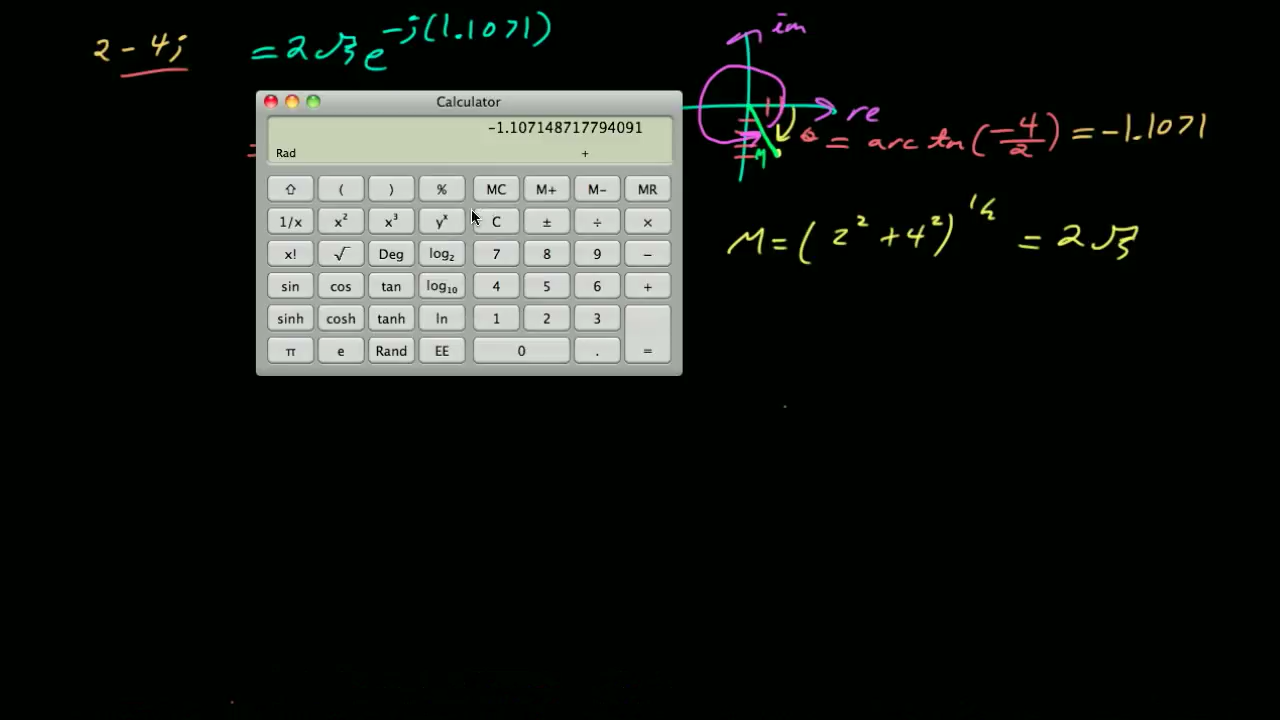 2 - 4j = 2√5 e^{-j(1.1071)}
im
re
=
M
θ = arc tn(-4/2) = -1.1071
M = (2² + 4²)^{1/2} = 2√5
Calculator
-1.107148717794091
Rad +
⇧ ( ) % MC M+ M- MR
1/x x² x³ yˣ C ± ÷ ×
x! √ Deg log₂ 7 8 9 −
sin cos tan log₁₀ 4 5 6 +
sinh cosh tanh ln 1 2 3
π e Rand EE 0 . =